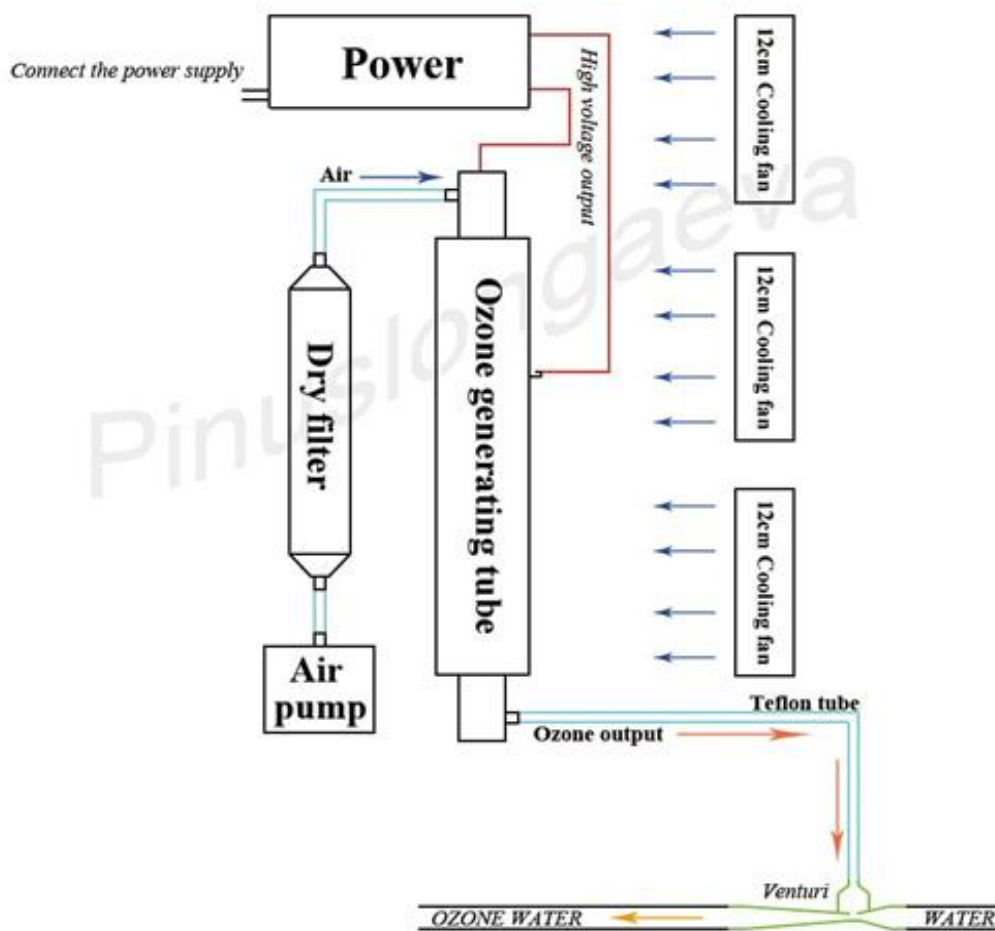 Connect the power supply
Power
High voltage output
12cm Cooling fan
Air
Pinuslongaeva
Dry filter
Ozone generating tube
12cm Cooling fan
12cm Cooling fan
Air
pump
Teflon tube
Ozone output
Venturi
OZONE WATER
WATER